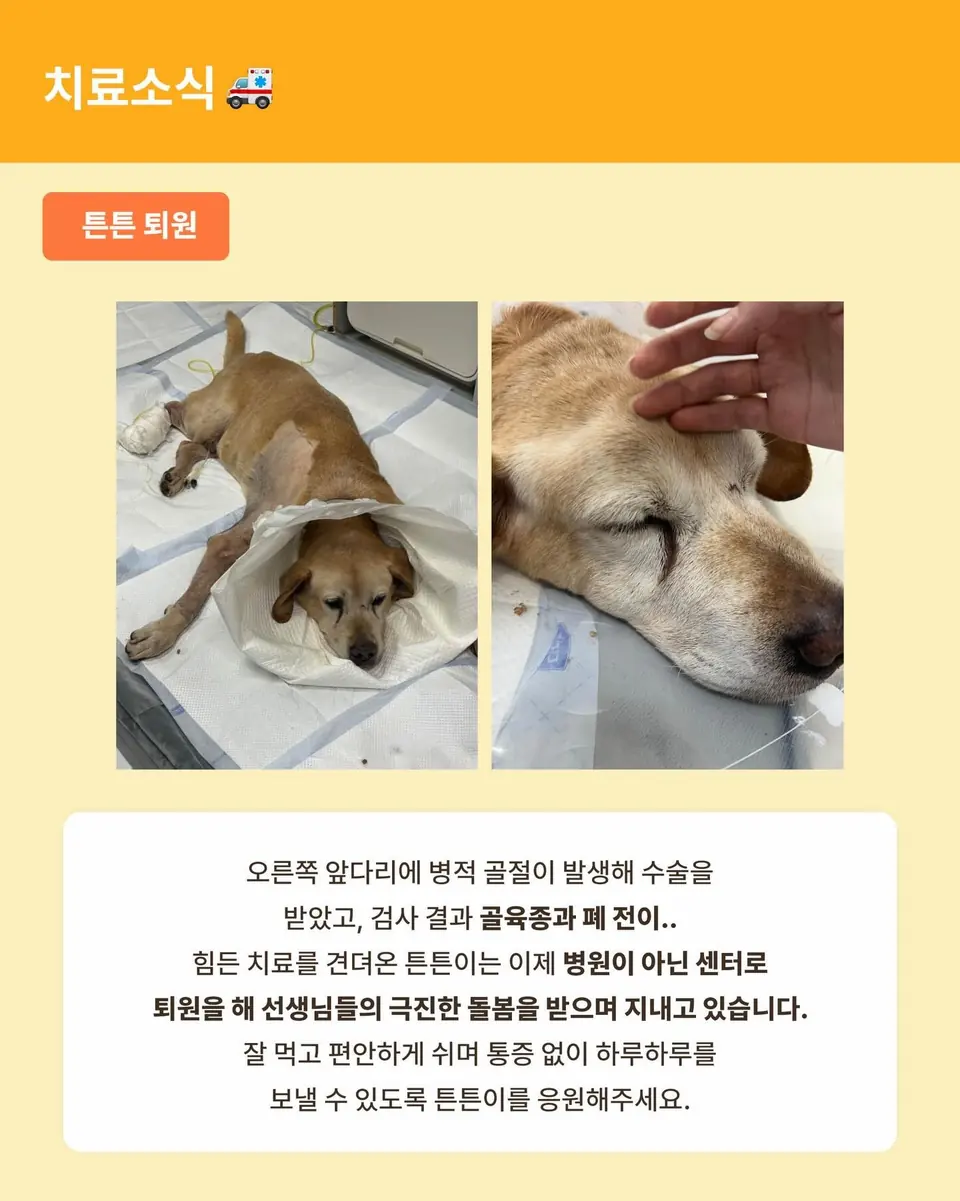 치료소식
튼튼 퇴원
오른쪽 앞다리에 병적 골절이 발생해 수술을
받았고, 검사 결과 골육종과 폐 전이..
힘든 치료를 견뎌온 튼튼이는 이제 병원이 아닌 센터로
퇴원을 해 선생님들의 극진한 돌봄을 받으며 지내고 있습니다.
잘 먹고 편안하게 쉬며 통증 없이 하루하루를
보낼 수 있도록 튼튼이를 응원해주세요.